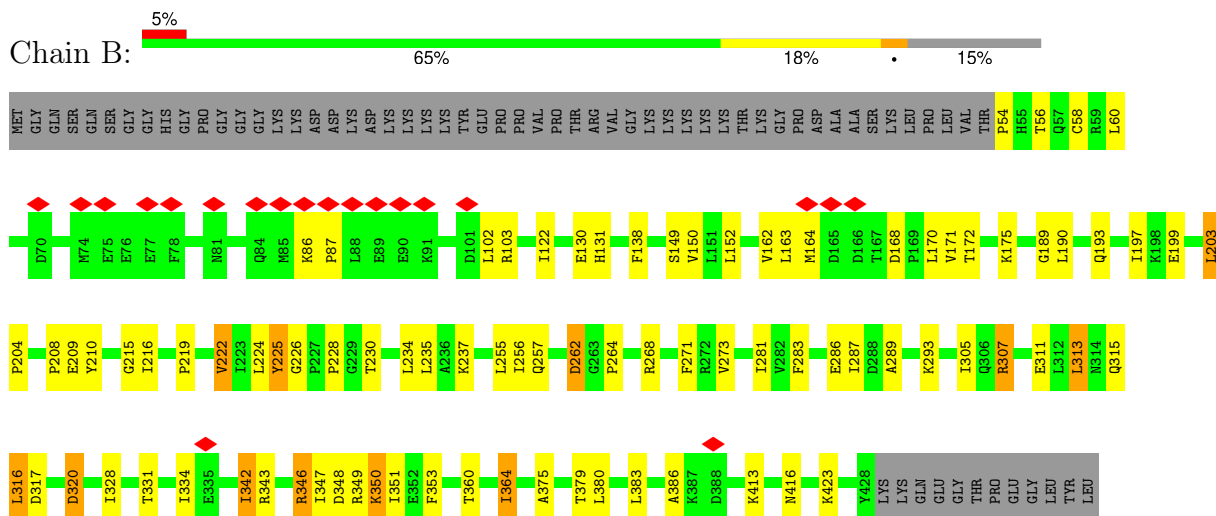 5%
Chain B:
65% 18% • 15%
MET GLY GLN SER GLN SER GLY GLY HIS GLY PRO GLY GLY GLY LYS LYS ASP ASP LYS ASP LYS LYS LYS LYS TYR GLU PRO PRO VAL PRO THR ARG VAL GLY LYS LYS LYS LYS LYS THR LYS GLY PRO ASP ALA ALA SER LYS LEU PRO LEU VAL THR P54 H55 T56 Q57 C58 R59 L60
D70 M74 E75 E76 E77 F78 N81 Q84 M85 K86 P87 L88 E89 E90 K91 D101 L102 R103 I122 E130 H131 F138 S149 V150 L151 L152 V162 L163 M164 D165 D166 T167 D168 P169 L170 V171 T172 K175 G189 L190 Q193 I197 K198 E199 L203
P204 P208 E209 Y210 G215 I216 P219 V222 I223 L224 Y225 G226 P227 P228 G229 T230 L234 L235 A236 K237 L255 I256 Q257 D262 G263 P264 R268 F271 R272 V273 I281 V282 F283 E286 I287 D288 A289 K293 I305 Q306 R307 E311 L312 L313 N314 Q315
L316 D317 D320 I328 T331 I334 E335 I342 R343 R346 I347 D348 R349 K350 I351 E352 F353 T360 I364 A375 T379 L380 L383 A386 K387 D388 K413 N416 K423 Y428 LYS LYS GLN GLU GLY THR PRO GLU GLY LEU TYR LEU